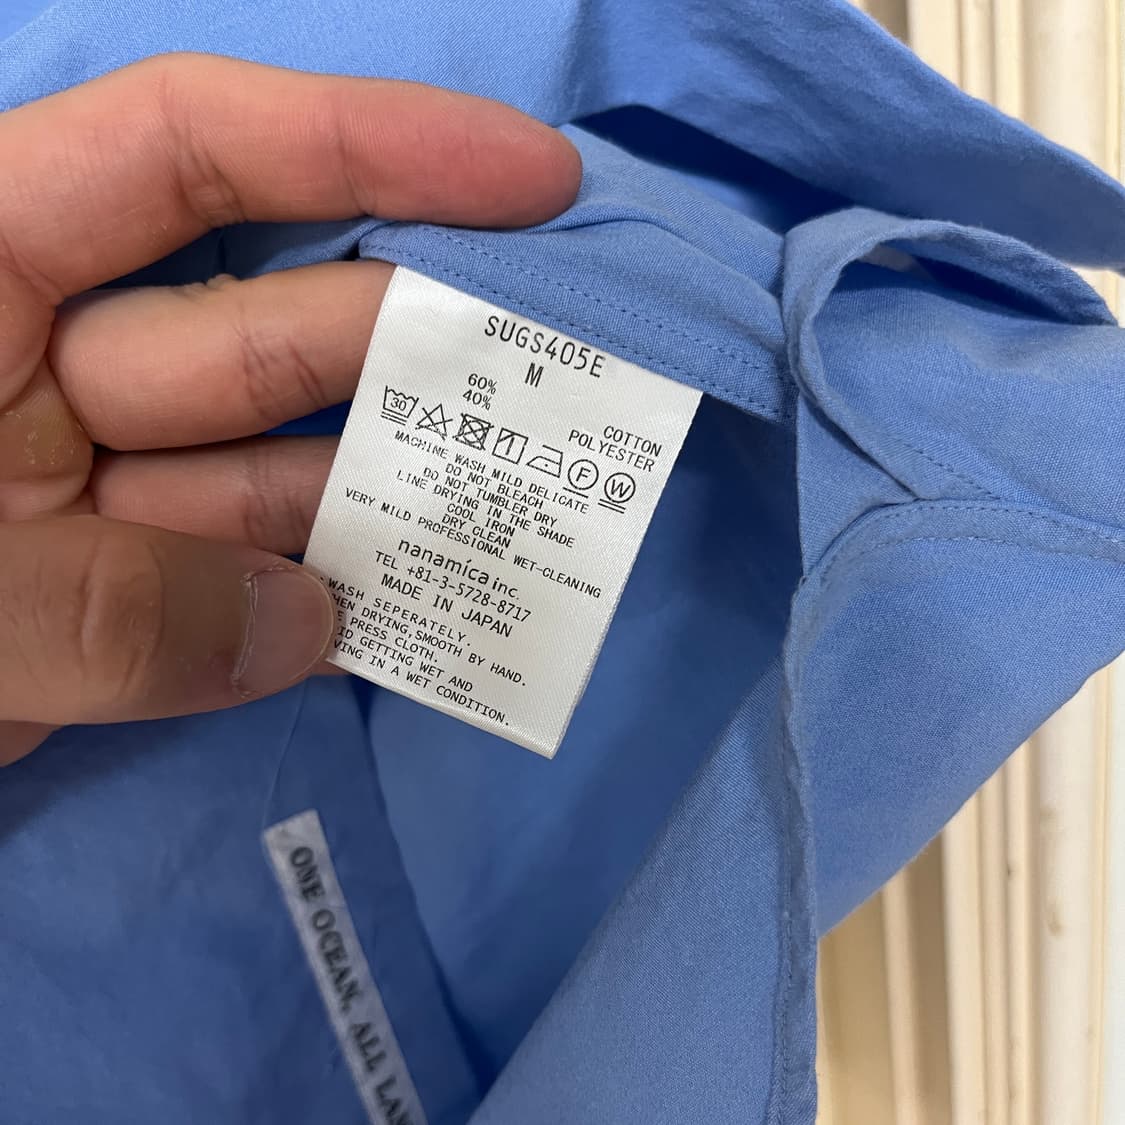 SUGS405E
M
60%
40%
COTTON
POLYESTER
30
F
W
MACHINE WASH MILD DELICATE
DO NOT BLEACH
DO NOT TUMBLER DRY
LINE DRYING IN THE SHADE
COOL IRON
DRY CLEAN
VERY MILD PROFESSIONAL WET-CLEANING
nanamica inc.
TEL +81-3-5728-8717
MADE IN JAPAN
・WASH SEPERATELY.
DRYING, SMOOTH BY HAND.
PRESS CLOTH.
GETTING WET AND
IN A WET CONDITION.
ONE OCEAN, ALL